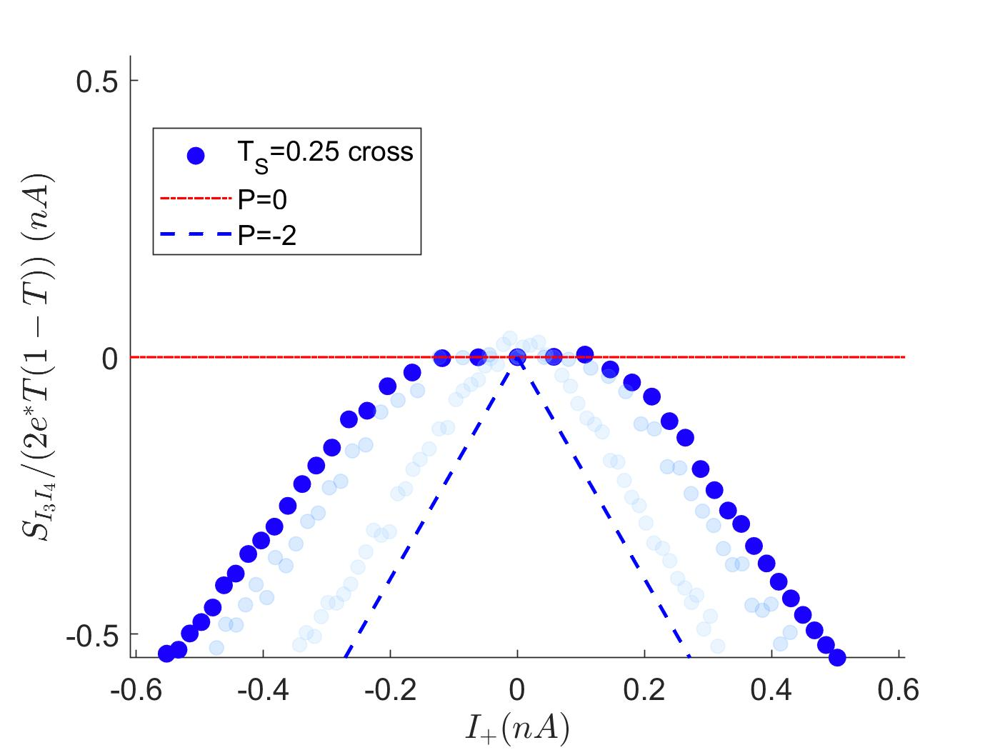 0.5
T_S=0.25 cross
P=0
P=-2
S_{I_3I_4}/(2e*T(1 − T)) (nA)
0
-0.5
-0.6 -0.4 -0.2 0 0.2 0.4 0.6
I_+(nA)